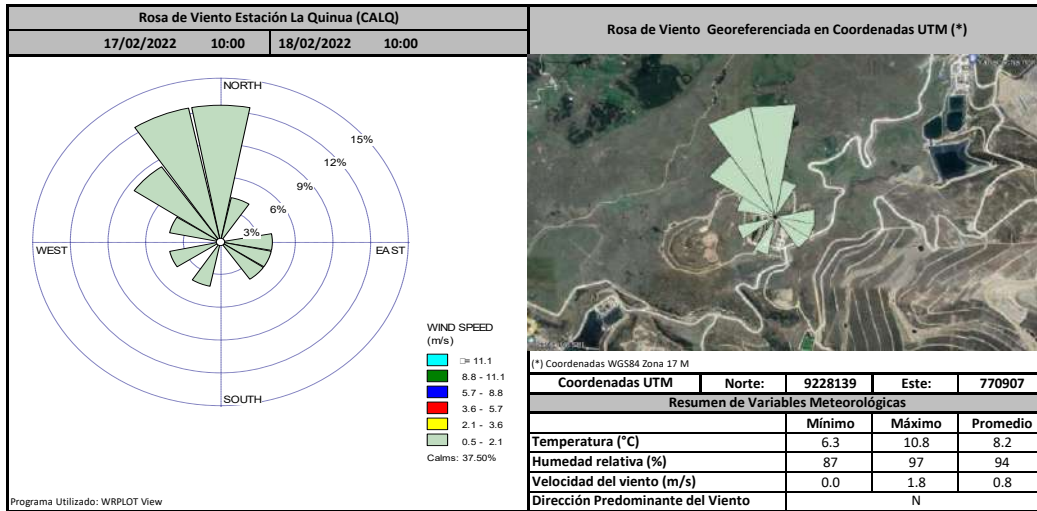 Rosa de Viento Estación La Quinua (CALQ)
17/02/2022 10:00 18/02/2022 10:00
NORTH
15%
12%
9%
6%
3%
WEST
EAST
SOUTH
WIND SPEED
(m/s)
□= 11.1
8.8 - 11.1
5.7 - 8.8
3.6 - 5.7
2.1 - 3.6
0.5 - 2.1
Calms: 37.50%
Programa Utilizado: WRPLOT View
Rosa de Viento Georeferenciada en Coordenadas UTM (*)
(*) Coordenadas WGS84 Zona 17 M
Coordenadas UTM Norte: 9228139 Este: 770907
Resumen de Variables Meteorológicas
Mínimo Máximo Promedio
Temperatura (°C) 6.3 10.8 8.2
Humedad relativa (%) 87 97 94
Velocidad del viento (m/s) 0.0 1.8 0.8
Dirección Predominante del Viento N